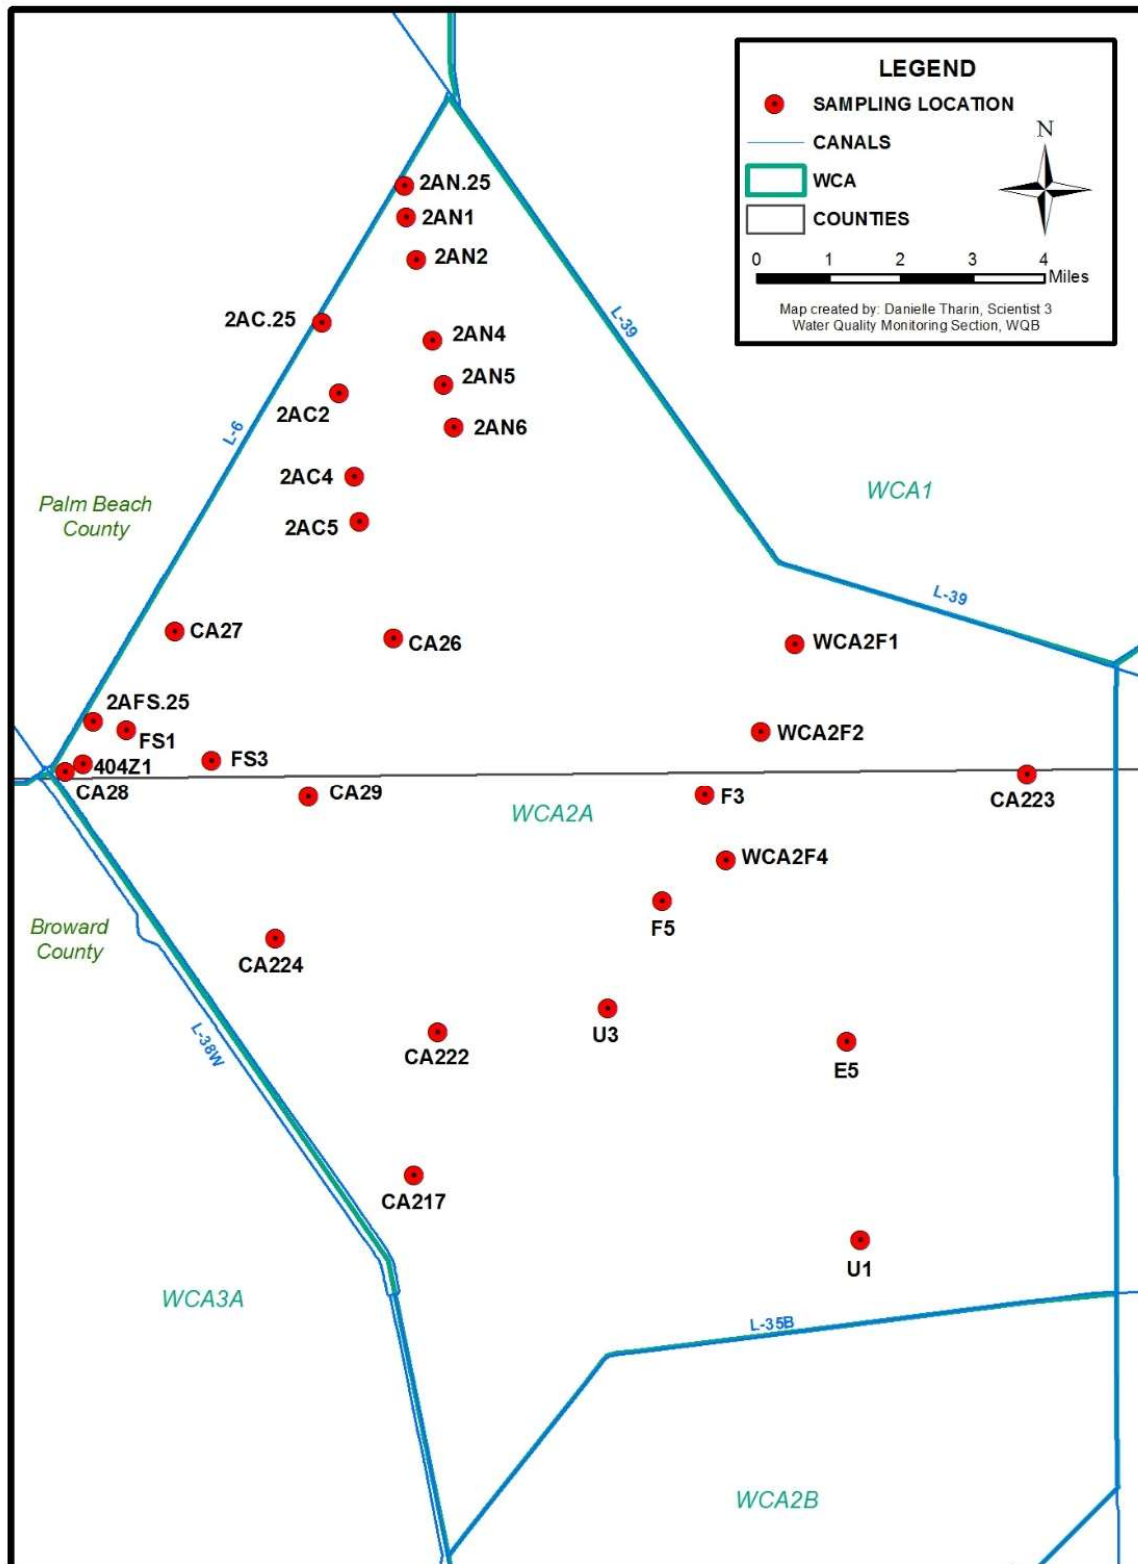 LEGEND
SAMPLING LOCATION
CANALS
WCA
COUNTIES
N
0 1 2 3 4
Miles
Map created by: Danielle Tharin, Scientist 3
Water Quality Monitoring Section, WQB
2AN.25
2AN1
2AN2
2AC.25
L-39
2AN4
2AN5
2AC2
2AN6
L-6
2AC4
WCA1
Palm Beach
County
2AC5
L-39
CA27
CA26
WCA2F1
2AFS.25
FS1
WCA2F2
FS3
404Z1
CA28
CA29
WCA2A
F3
CA223
WCA2F4
F5
Broward
County
CA224
U3
L-38W
CA222
E5
CA217
U1
WCA3A
L-35B
WCA2B